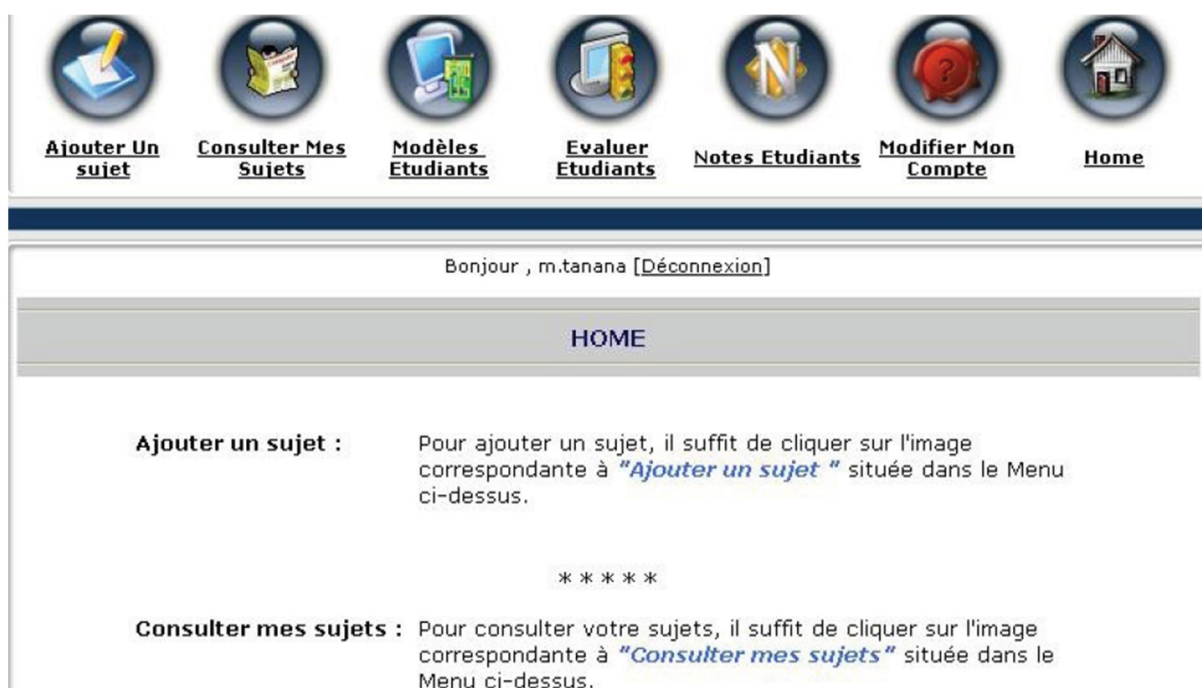 Ajouter Un sujet
Consulter Mes Sujets
Modèles Etudiants
Evaluer Etudiants
Notes Etudiants
Modifier Mon Compte
Home
Bonjour , m.tanana [Déconnexion]
HOME
Ajouter un sujet : Pour ajouter un sujet, il suffit de cliquer sur l'image
correspondante à "Ajouter un sujet " située dans le Menu
ci-dessus.
* * * * *
Consulter mes sujets : Pour consulter votre sujets, il suffit de cliquer sur l'image
correspondante à "Consulter mes sujets" située dans le
Menu ci-dessus.